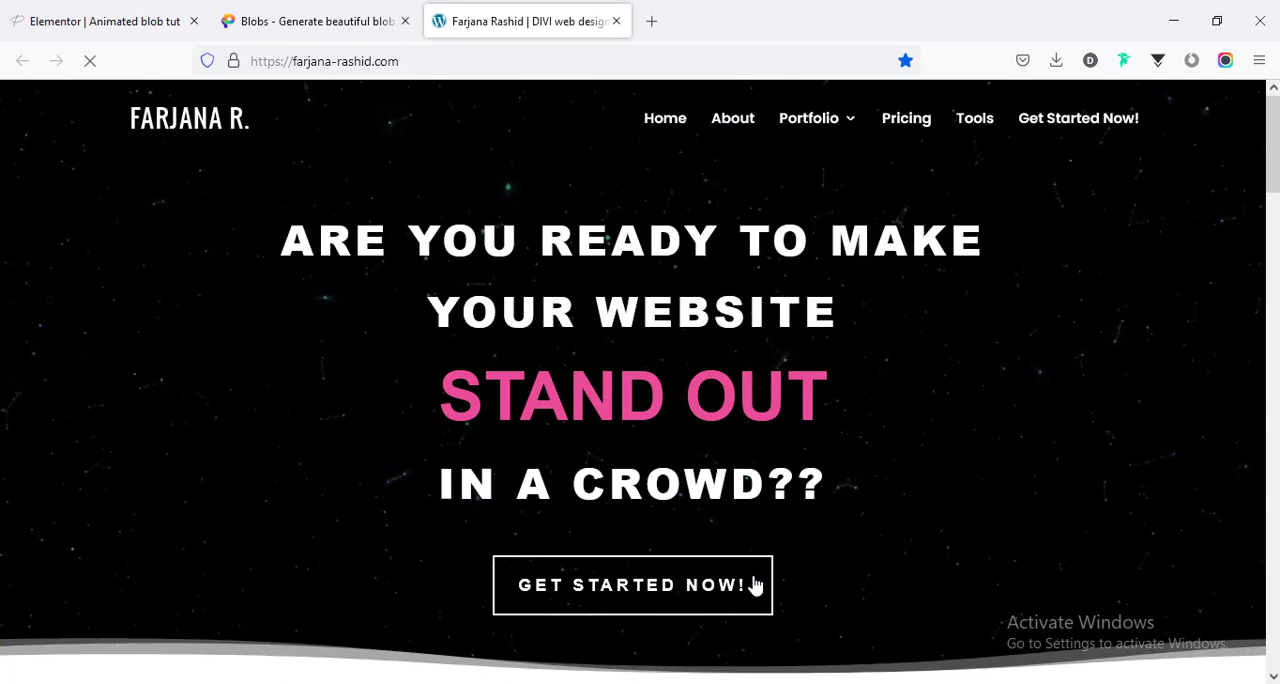 Elementor | Animated blob tut
Blobs - Generate beautiful blob
Farjana Rashid | DIVI web design
https://farjana-rashid.com
FARJANA R.
Home
About
Portfolio
Pricing
Tools
Get Started Now!
ARE YOU READY TO MAKE
YOUR WEBSITE
STAND OUT
IN A CROWD??
GET STARTED NOW!
Activate Windows
Go to Settings to activate Windows.